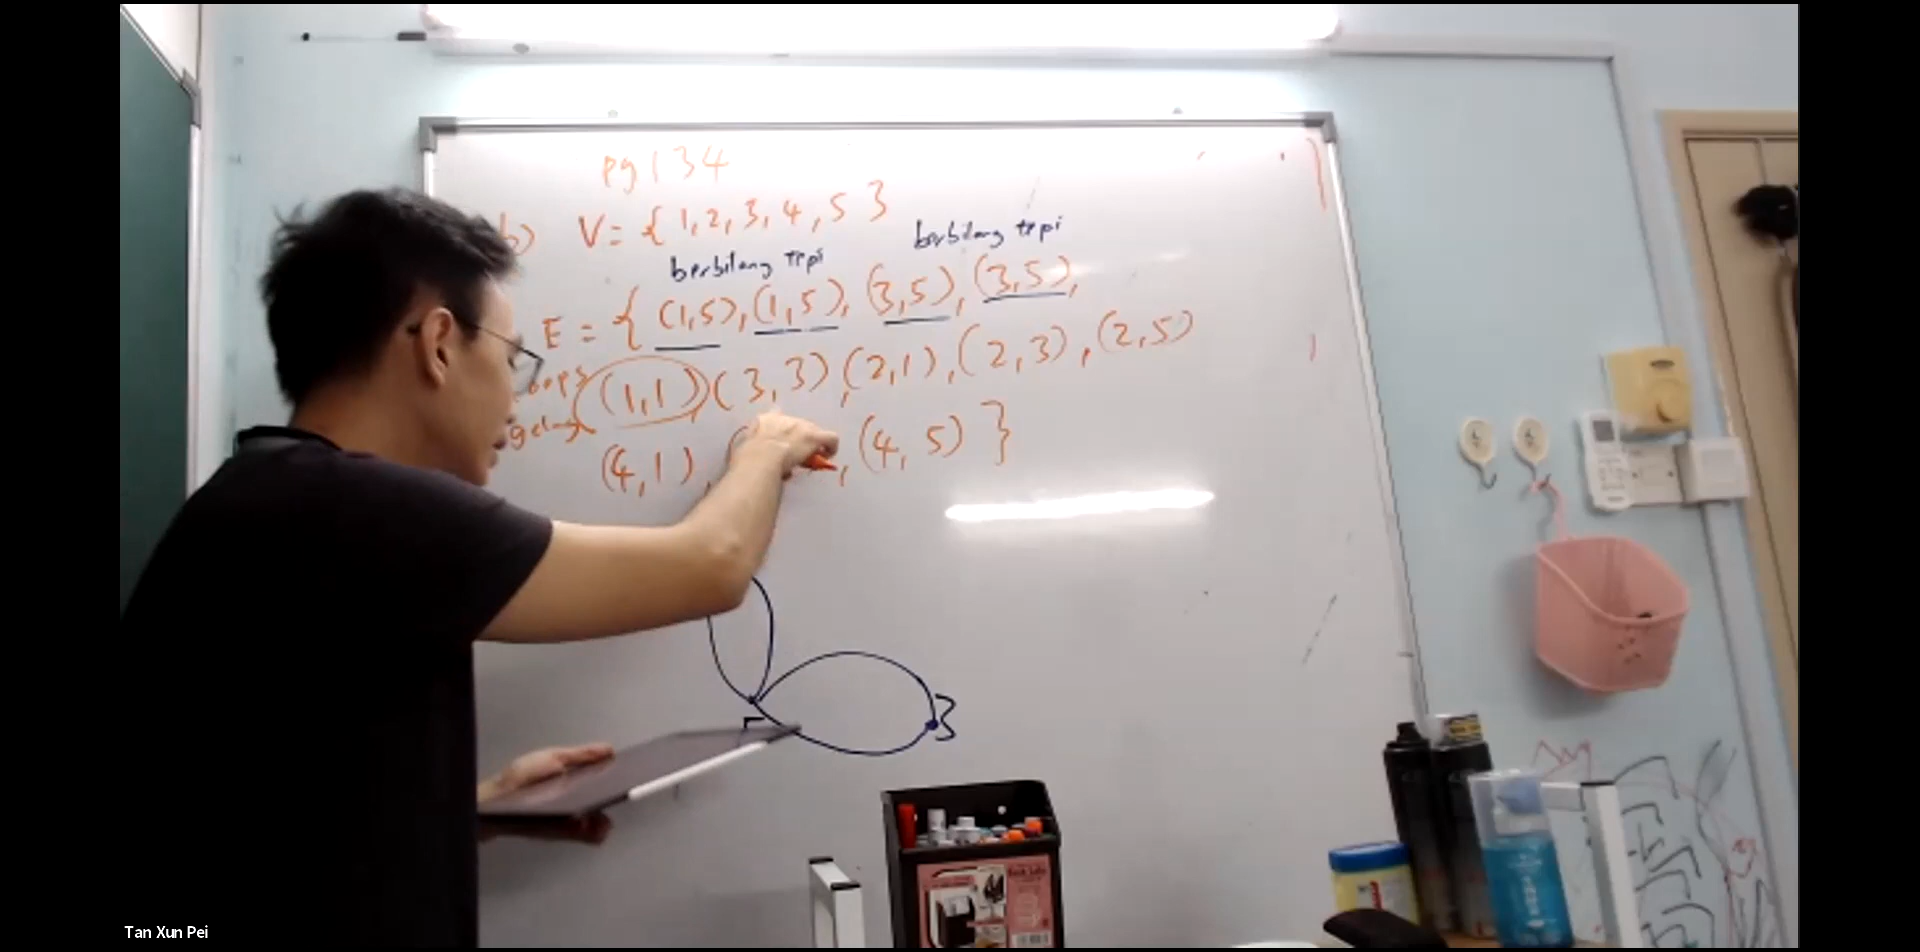 pg 134
b) V = { 1, 2, 3, 4, 5 }
berbilang tepi
berbilang tepi
E = { (1,5), (1,5), (3,5), (3,5),
(1,1), (3,3), (2,1), (2,3), (2,5)
gelung
(4,1), , (4,5) }
3
Tan Xun Pei